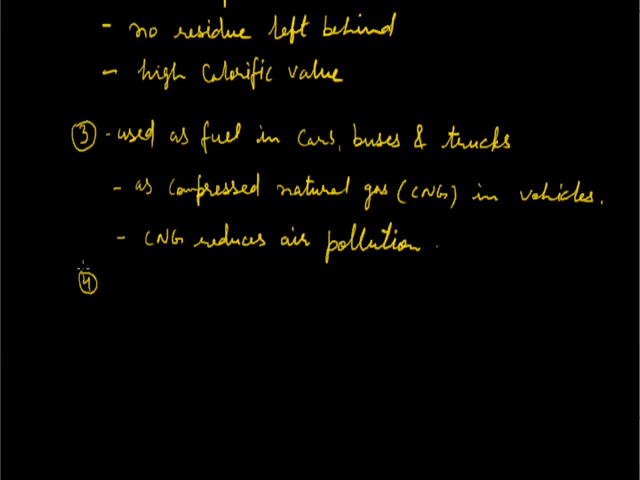 - no residue left behind
- high Calorific value
③ - used as fuel in cars, buses & trucks
- as compressed natural gas (CNG) in vehicles.
- CNG reduces air pollution.
④